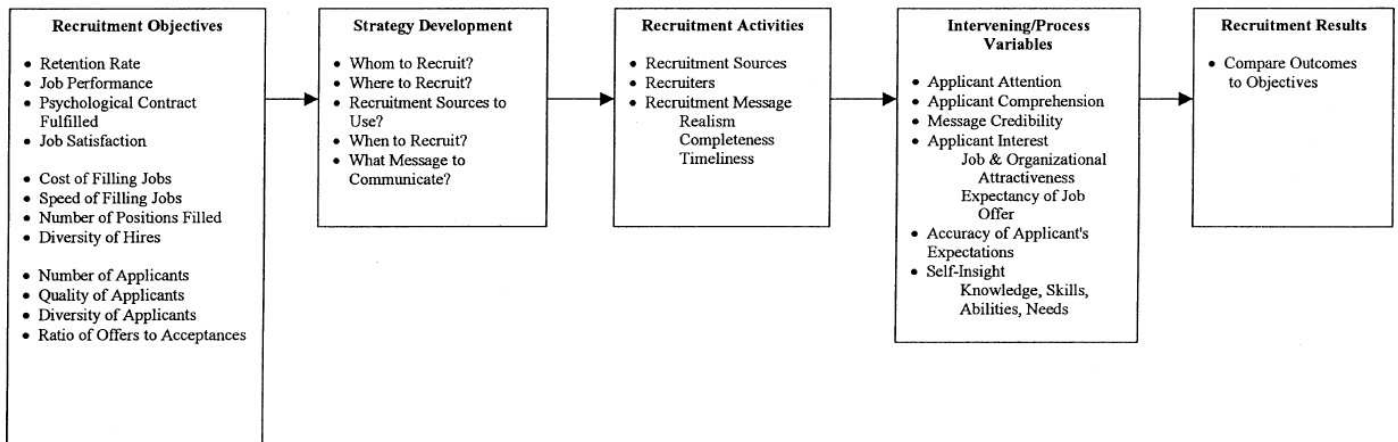 Recruitment Objectives
• Retention Rate
• Job Performance
• Psychological Contract
Fulfilled
• Job Satisfaction
• Cost of Filling Jobs
• Speed of Filling Jobs
• Number of Positions Filled
• Diversity of Hires
• Number of Applicants
• Quality of Applicants
• Diversity of Applicants
• Ratio of Offers to Acceptances
Strategy Development
• Whom to Recruit?
• Where to Recruit?
• Recruitment Sources to
Use?
• When to Recruit?
• What Message to
Communicate?
Recruitment Activities
• Recruitment Sources
• Recruiters
• Recruitment Message
Realism
Completeness
Timeliness
Intervening/Process
Variables
• Applicant Attention
• Applicant Comprehension
• Message Credibility
• Applicant Interest
Job & Organizational
Attractiveness
Expectancy of Job
Offer
• Accuracy of Applicant's
Expectations
• Self-Insight
Knowledge, Skills,
Abilities, Needs
Recruitment Results
• Compare Outcomes
to Objectives